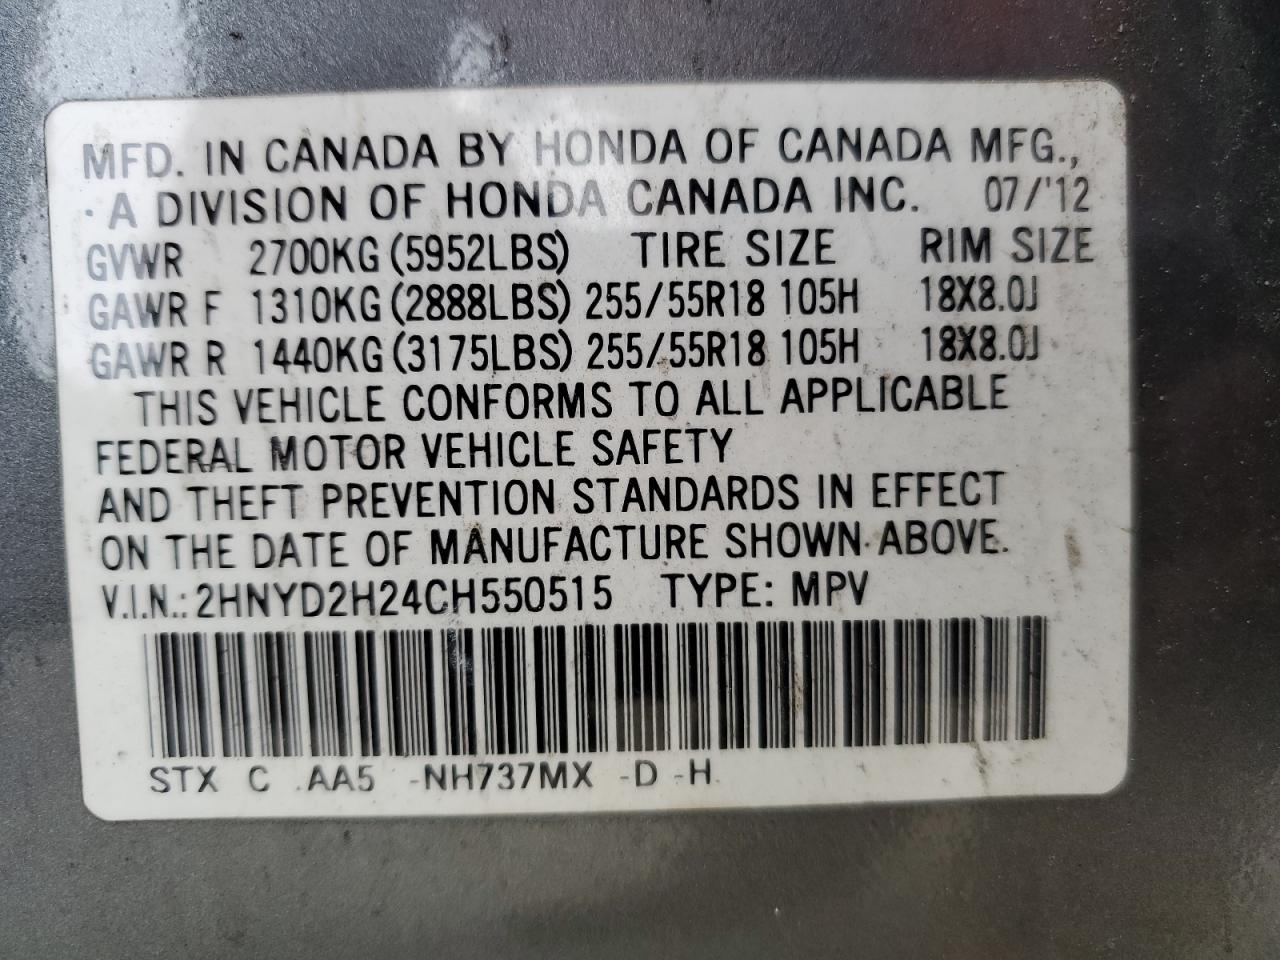 MFD. IN CANADA BY HONDA OF CANADA MFG.,
· A DIVISION OF HONDA CANADA INC. 07/'12
GVWR 2700KG (5952LBS) TIRE SIZE RIM SIZE
GAWR F 1310KG (2888LBS) 255/55R18 105H 18X8.0J
GAWR R 1440KG (3175LBS) 255/55R18 105H 18X8.0J
THIS VEHICLE CONFORMS TO ALL APPLICABLE
FEDERAL MOTOR VEHICLE SAFETY
AND THEFT PREVENTION STANDARDS IN EFFECT
ON THE DATE OF MANUFACTURE SHOWN ABOVE.
V.I.N.: 2HNYD2H24CH550515 TYPE: MPV
STX C AA5 -NH737MX -D -H